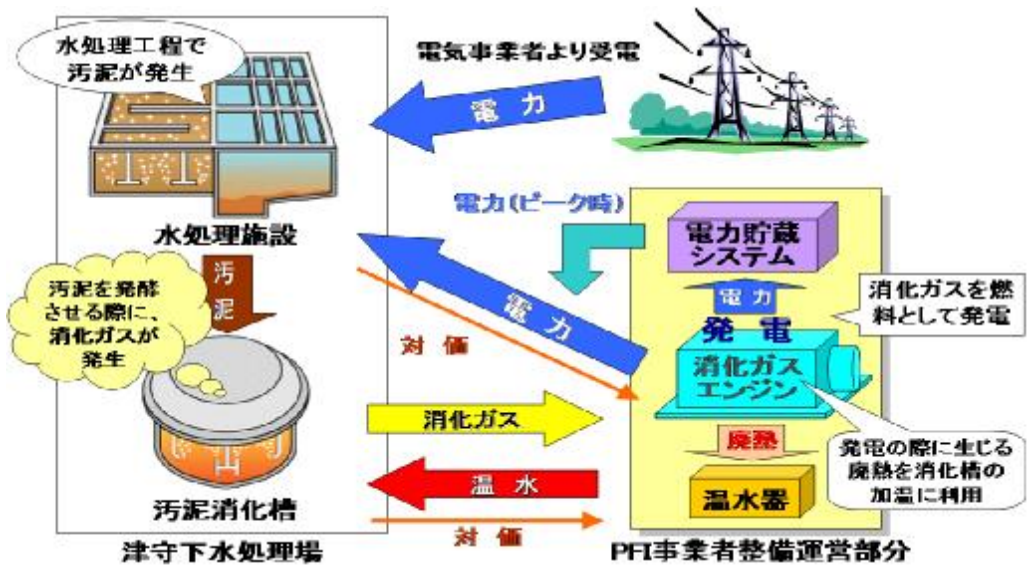 水処理工程で
汚泥が発生
電気事業者より受電
電力
水処理施設
電力(ピーク時)
電力貯蔵
システム
汚泥
汚泥を発酵
させる際に、
消化ガスが
発生
電力
対価
電力
発電
消化ガスを燃
料として発電
消化ガス
エンジン
消化ガス
廃熱
発電の際に生じる
廃熱を消化槽の
加温に利用
温水
温水器
汚泥消化槽
対価
津守下水処理場
PFI事業者整備運営部分